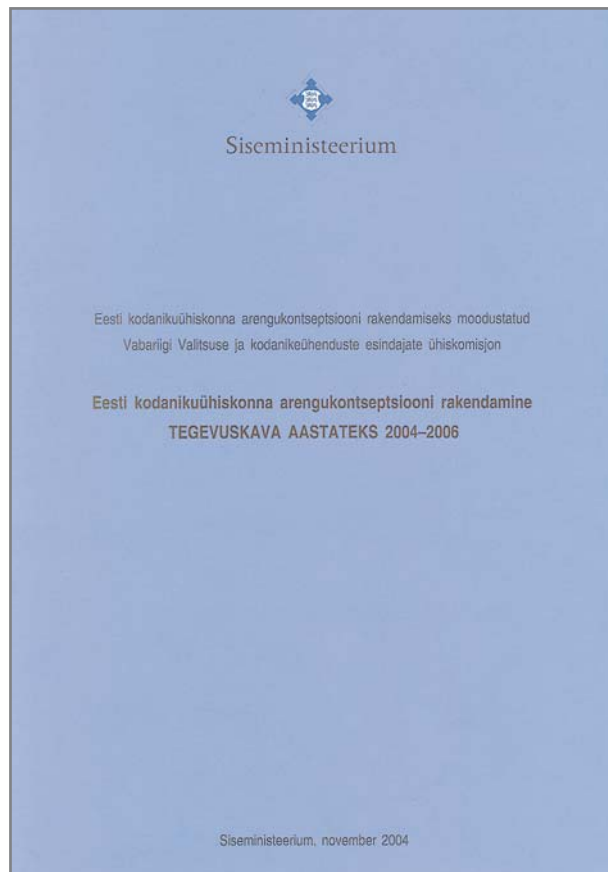 Siseministeerium
Eesti kodanikuühiskonna arengukontseptsiooni rakendamiseks moodustatud
Vabariigi Valitsuse ja kodanikeühenduste esindajate ühiskomisjon
Eesti kodanikuühiskonna arengukontseptsiooni rakendamine
TEGEVUSKAVA AASTATEKS 2004–2006
Siseministeerium, november 2004